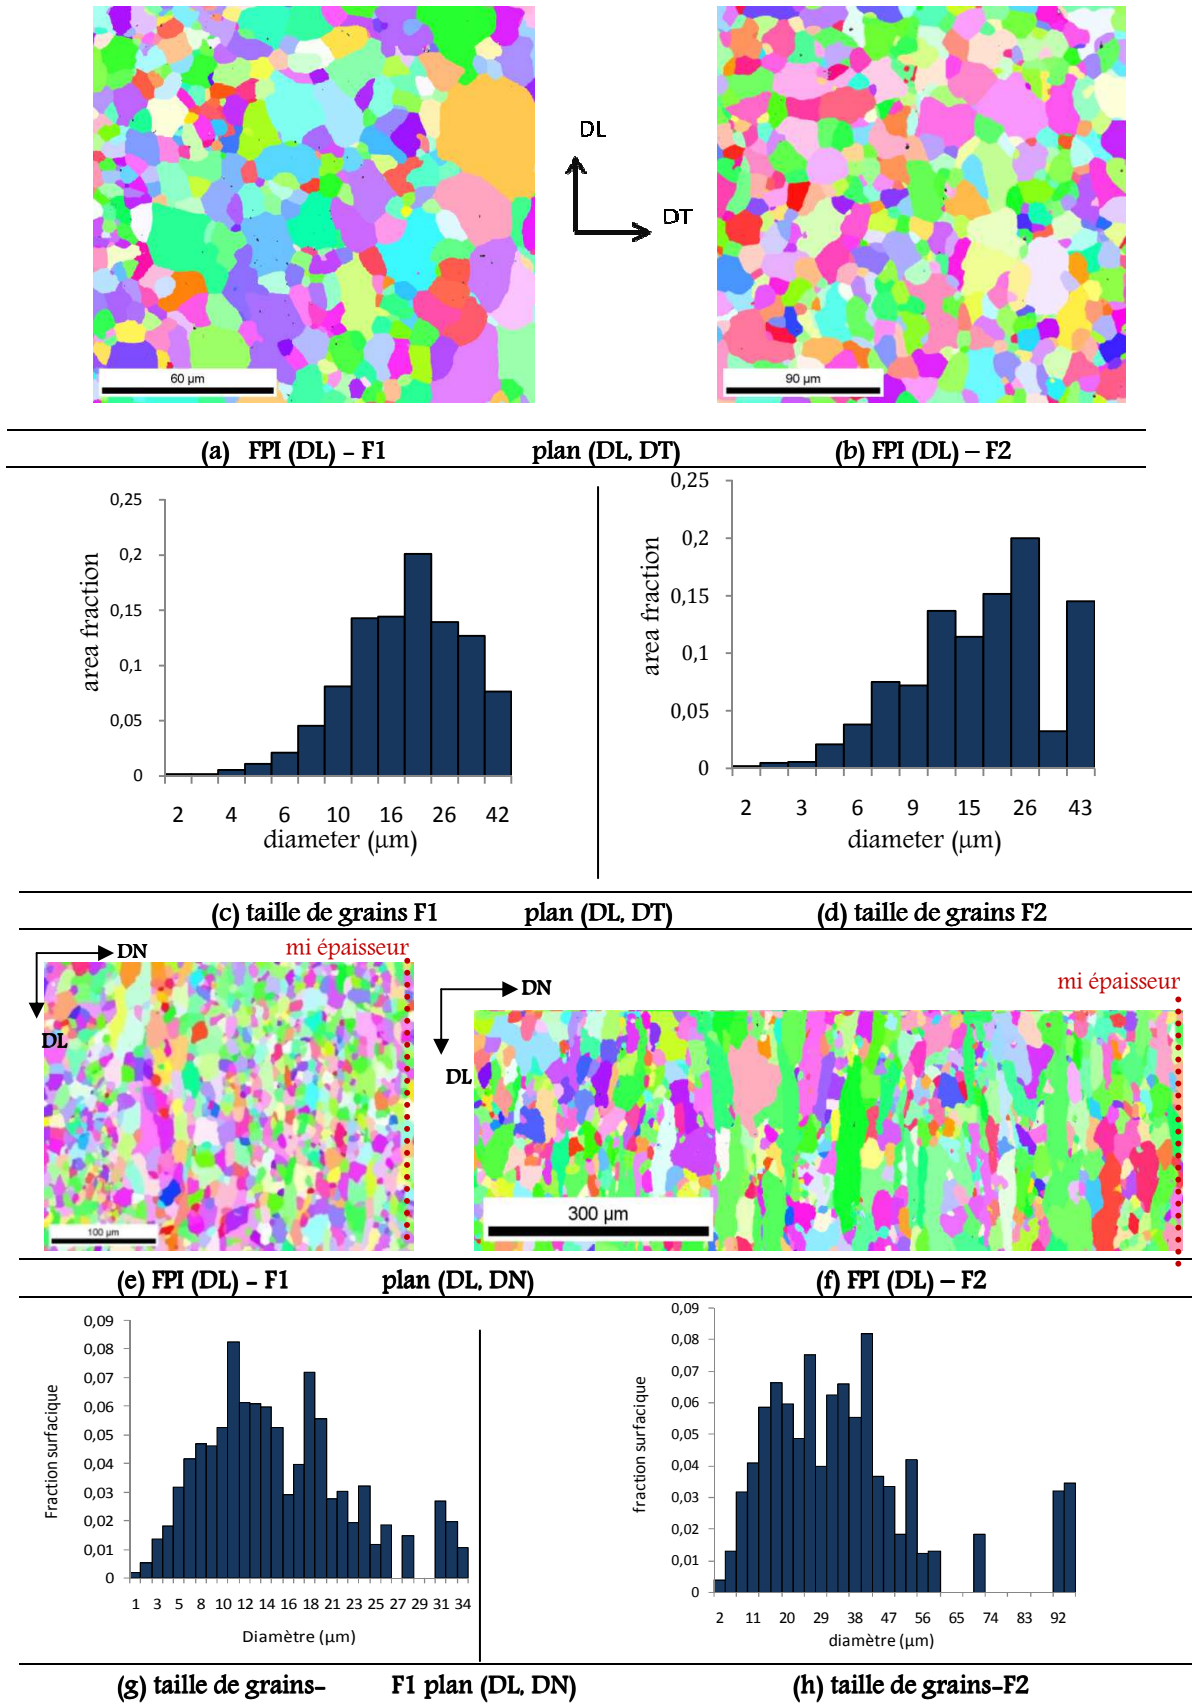 DL
DT
60 µm
90 µm
(a) FPI (DL) - F1 plan (DL, DT) (b) FPI (DL) – F2
0,25
0,2
0,15
0,1
0,05
0
area fraction
2 4 6 10 16 26 42
diameter (µm)
0,25
0,2
0,15
0,1
0,05
0
area fraction
2 3 6 9 15 26 43
diameter (µm)
(c) taille de grains F1 plan (DL, DT) (d) taille de grains F2
DN
mi épaisseur
DL
100 µm
DN
mi épaisseur
DL
300 µm
(e) FPI (DL) - F1 plan (DL, DN) (f) FPI (DL) – F2
0,09
0,08
0,07
0,06
0,05
0,04
0,03
0,02
0,01
0
Fraction surfacique
1 3 5 8 10 12 14 16 18 21 23 25 27 29 31 34
Diamètre (µm)
0,09
0,08
0,07
0,06
0,05
0,04
0,03
0,02
0,01
0
fraction surfacique
2 11 20 29 38 47 56 65 74 83 92
diamètre (µm)
(g) taille de grains- F1 plan (DL, DN) (h) taille de grains-F2